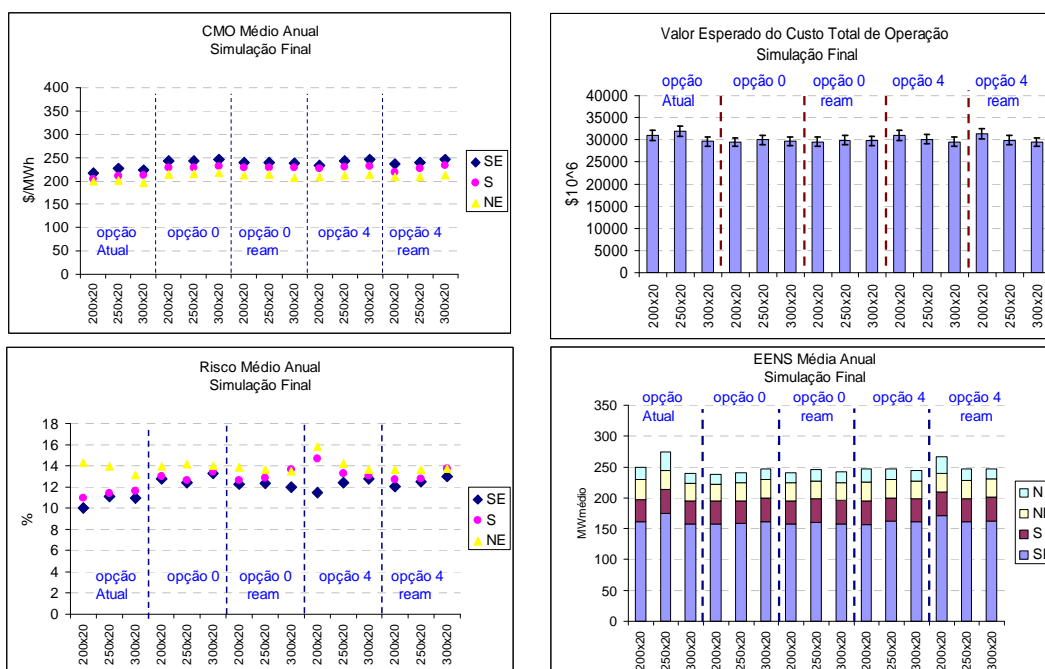 CMO Médio Anual
Simulação Final
400
350
300
250
200
150
100
50
0
$/MWh
opção Atual
opção 0
opção 0 ream
opção 4
opção 4 ream
200x20
250x20
300x20
200x20
250x20
300x20
200x20
250x20
300x20
200x20
250x20
300x20
200x20
250x20
300x20
SE
S
NE
Valor Esperado do Custo Total de Operação
Simulação Final
opção Atual
opção 0
opção 0 ream
opção 4
opção 4 ream
40000
35000
30000
25000
20000
15000
10000
5000
0
$10^6
200x20
250x20
300x20
200x20
250x20
300x20
200x20
250x20
300x20
200x20
250x20
300x20
200x20
250x20
300x20
Risco Médio Anual
Simulação Final
18
16
14
12
10
8
6
4
2
0
%
opção Atual
opção 0
opção 0 ream
opção 4
opção 4 ream
200x20
250x20
300x20
200x20
250x20
300x20
200x20
250x20
300x20
200x20
250x20
300x20
200x20
250x20
300x20
SE
S
NE
EENS Média Anual
Simulação Final
opção Atual
opção 0
opção 0 ream
opção 4
opção 4 ream
350
300
250
200
150
100
50
0
MWmédio
200x20
250x20
300x20
200x20
250x20
300x20
200x20
250x20
300x20
200x20
250x20
300x20
200x20
250x20
300x20
N
S